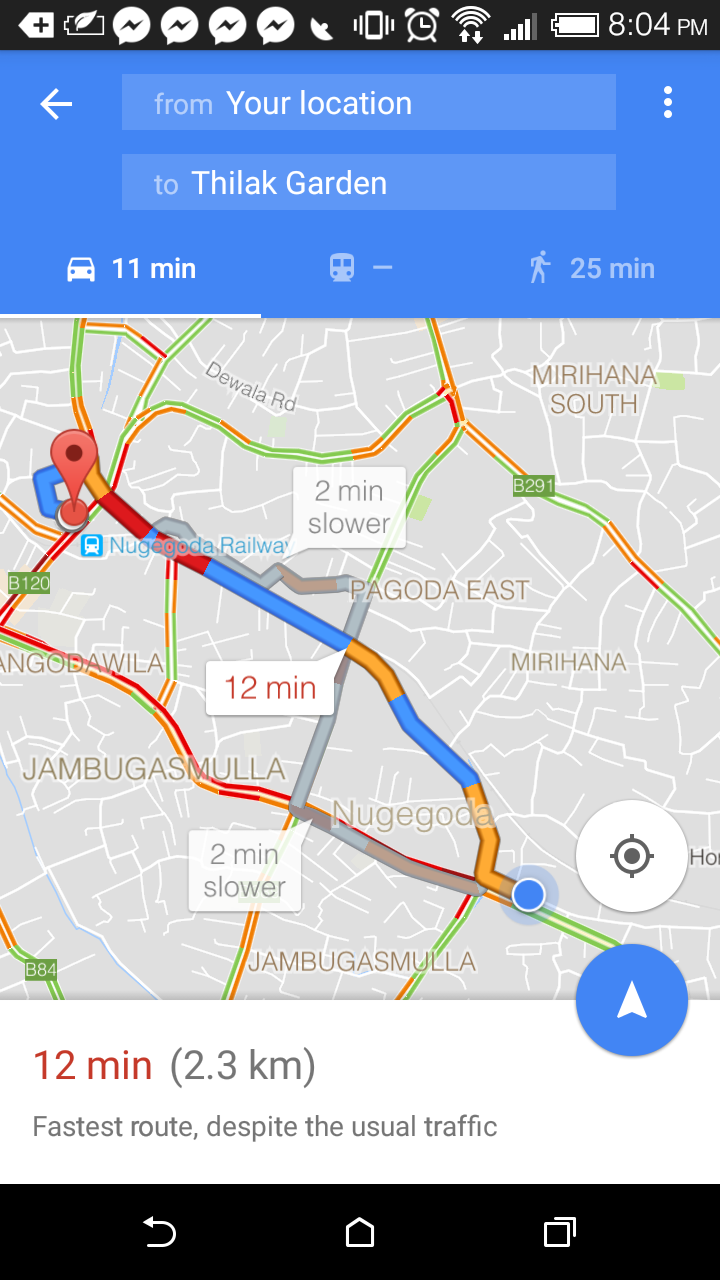 8:04 PM
from Your location
to Thilak Garden
11 min
25 min
Dewala Rd
MIRIHANA
SOUTH
2 min
slower
B291
Nugegoda Railway
B120
PAGODA EAST
ANGODAWILA
MIRIHANA
12 min
JAMBUGASMULLA
Nugegoda
2 min
slower
Hor
JAMBUGASMULLA
B84
12 min (2.3 km)
Fastest route, despite the usual traffic